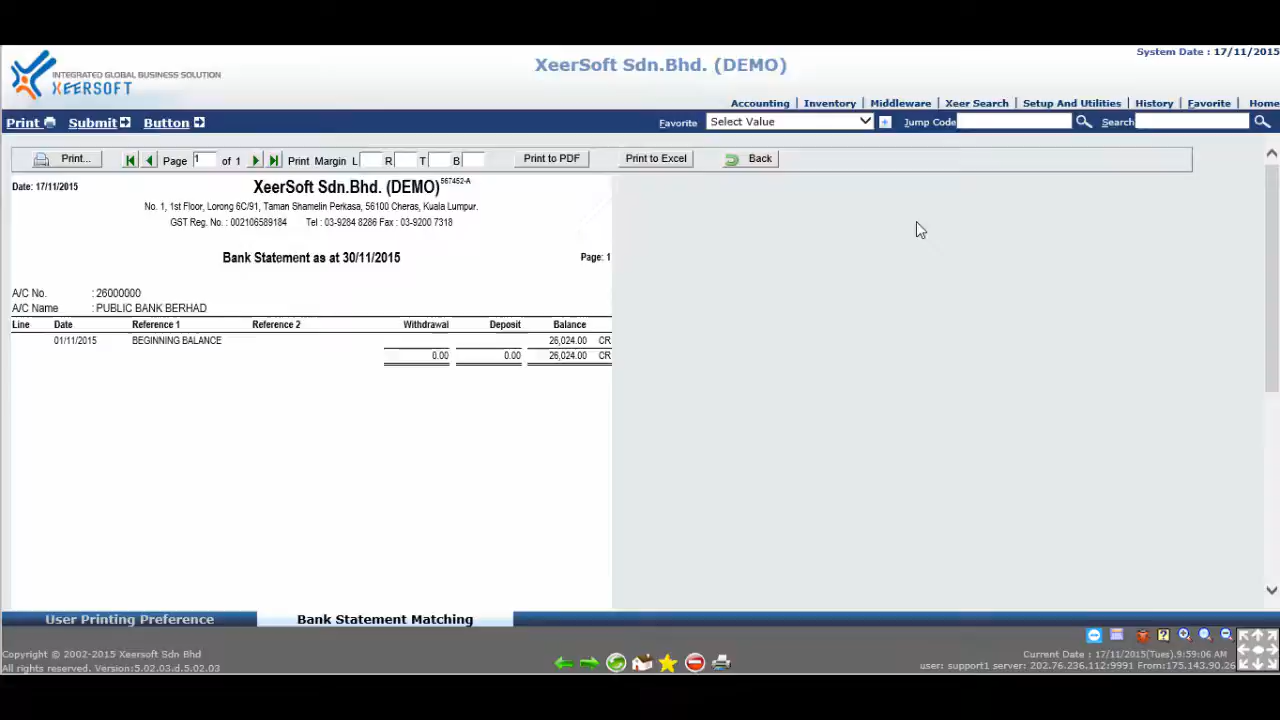 System Date : 17/11/2015
XeerSoft Sdn.Bhd. (DEMO)
INTEGRATED GLOBAL BUSINESS SOLUTION
XEERSOFT
Accounting | Inventory | Middleware | Xeer Search | Setup And Utilities | History | Favorite | Home
Print Submit Button Favorite Select Value Jump Code Search
Print... Page 1 of 1 Print Margin L R T B Print to PDF Print to Excel Back
Date: 17/11/2015 XeerSoft Sdn.Bhd. (DEMO) 567452-A
No. 1, 1st Floor, Lorong 6C/91, Taman Shamelin Perkasa, 56100 Cheras, Kuala Lumpur.
GST Reg. No. : 002106589184 Tel : 03-9284 8286 Fax : 03-9200 7318
Bank Statement as at 30/11/2015 Page: 1
A/C No. : 26000000
A/C Name : PUBLIC BANK BERHAD
Line Date Reference 1 Reference 2 Withdrawal Deposit Balance
01/11/2015 BEGINNING BALANCE 26,024.00 CR
0.00 0.00 26,024.00 CR
User Printing Preference Bank Statement Matching
Copyright © 2002-2015 Xeersoft Sdn Bhd
All rights reserved. Version:5.02.03.d.5.02.03
Current Date : 17/11/2015(Tues).9:59:06 AM
user: support1 server: 202.76.236.112:9991 From:175.143.90.26